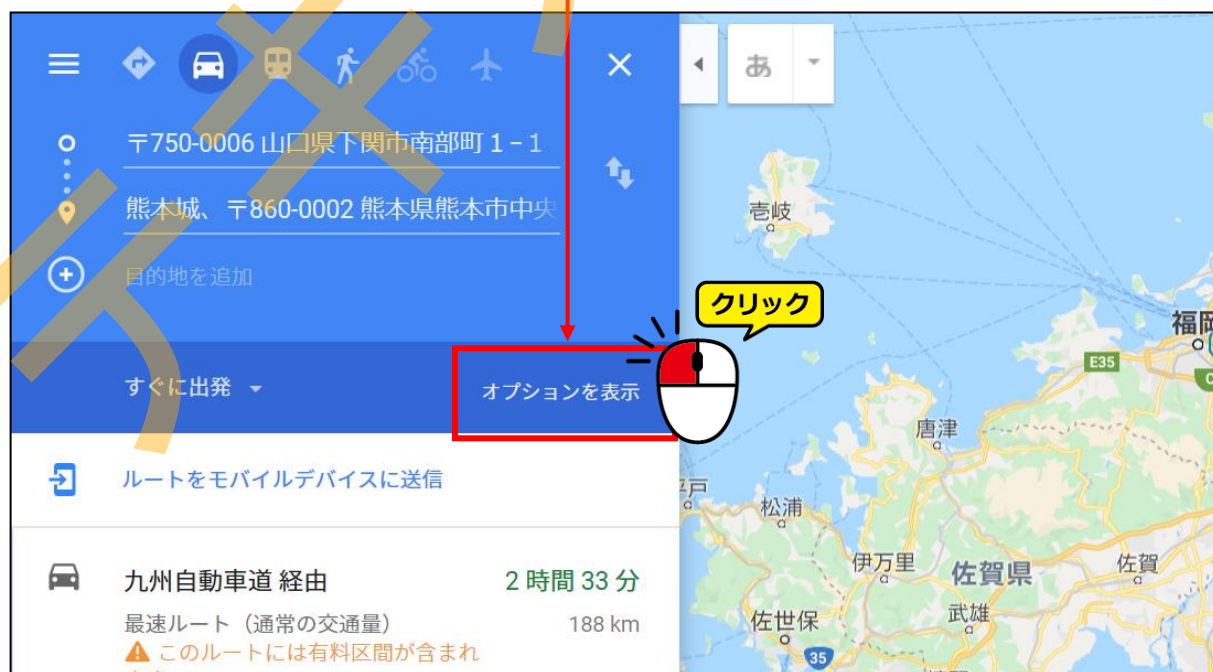 あ
〒750-0006 山口県下関市南部町1−1
熊本城、〒860-0002 熊本県熊本市中央
目的地を追加
すぐに出発
オプションを表示
クリック
ルートをモバイルデバイスに送信
九州自動車道 経由
2 時間 33 分
最速ルート（通常の交通量）
188 km
このルートには有料区間が含まれ
壱岐
福岡
E35
唐津
平戸
松浦
伊万里
佐賀県
佐賀
佐世保
武雄
35